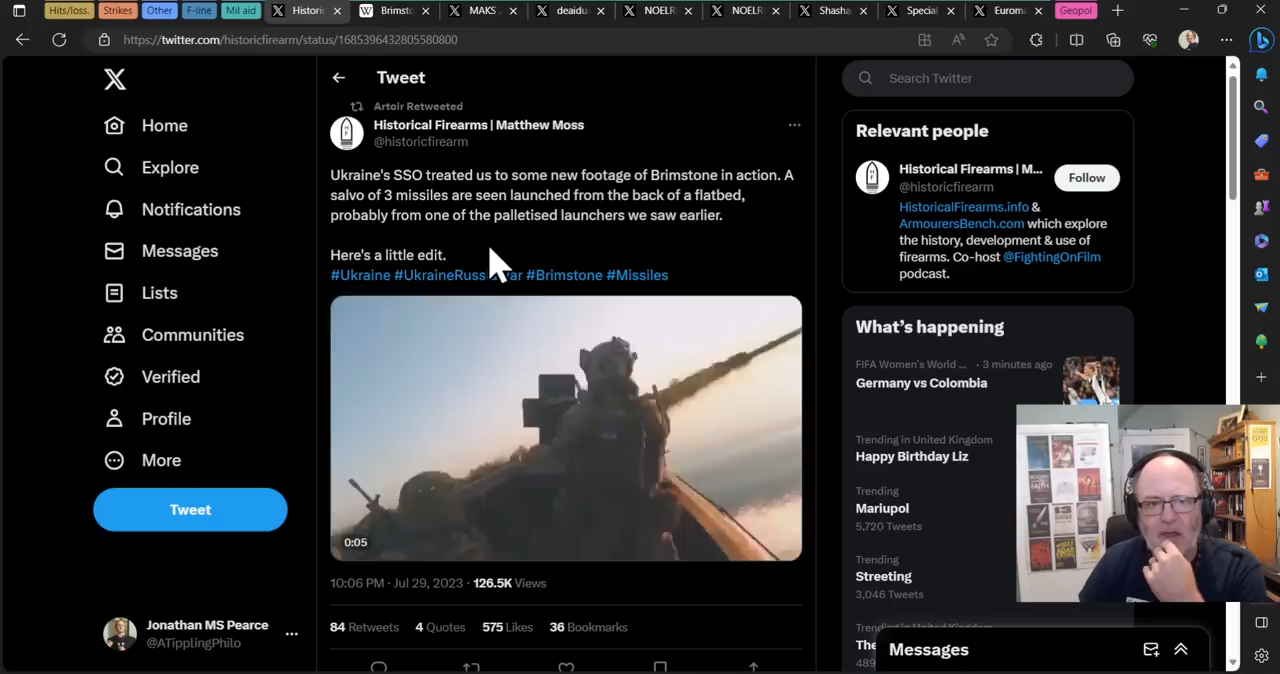 Hits/loss.
Strikes
Other
F-line
Mil aid
Histori
Brimsto
MAKS
deaidu
NOELR
NOELR
Shasha
Special
Eurom
Geopol
https://twitter.com/historicfirearm/status/1685396432805580800
Home
Explore
Notifications
Messages
Lists
Communities
Verified
Profile
More
Tweet
Jonathan MS Pearce
@ATipplingPhilo
Tweet
Artoir Retweeted
Historical Firearms | Matthew Moss
@historicfirearm
Ukraine's SSO treated us to some new footage of Brimstone in action. A
salvo of 3 missiles are seen launched from the back of a flatbed,
probably from one of the palletised launchers we saw earlier.
Here's a little edit.
#Ukraine #UkraineRuss ar #Brimstone #Missiles
0:05
10:06 PM · Jul 29, 2023 · 126.5K Views
84 Retweets 4 Quotes 575 Likes 36 Bookmarks
Search Twitter
Relevant people
Historical Firearms | M...
@historicfirearm
Follow
HistoricalFirearms.info &
ArmourersBench.com which explore
the history, development & use of
firearms. Co-host @FightingOnFilm
podcast.
What's happening
FIFA Women's World ... · 3 minutes ago
Germany vs Colombia
Trending in United Kingdom
Happy Birthday Liz
Trending
Mariupol
5,720 Tweets
Trending
Streeting
3,046 Tweets
Messages